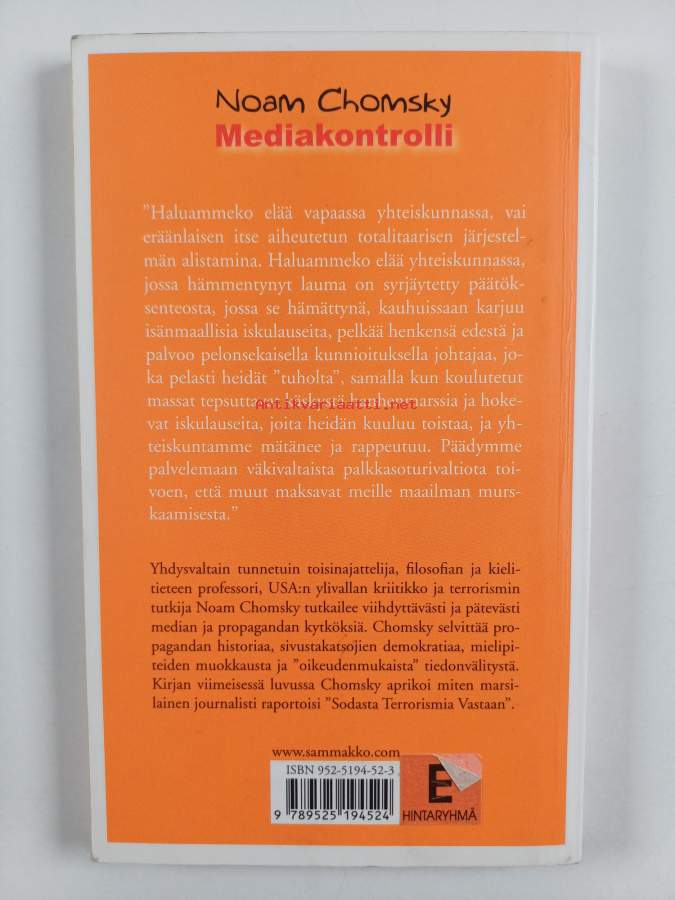 Noam Chomsky
Mediakontrolli
”Haluammeko elää vapaassa yhteiskunnassa, vai
eräänlaisen itse aiheutetun totalitaarisen järjestel-
män alistamina. Haluammeko elää yhteiskunnassa,
jossa hämmentynyt lauma on syrjäytetty päätök-
senteosta, jossa se hämättynä, kauhuissaan karjuu
isänmaallisia iskulauseita, pelkää henkensä edestä ja
palvoo pelonsekaisella kunnioituksella johtajaa, jo-
ka pelasti heidät ”tuholta”, samalla kun koulutetut
massat tepsuttavat käskystä hanhenmarssia ja hoke-
Antikvariaatti.net
vat iskulauseita, joita heidän kuuluu toistaa, ja yh-
teiskuntamme mätänee ja rappeutuu. Päädymme
palvelemaan väkivaltaista palkkasoturivaltiota toi-
voen, että muut maksavat meille maailman murs-
kaamisesta.”
Yhdysvaltain tunnetuin toisinajattelija, filosofian ja kieli-
tieteen professori, USA:n ylivallan kriitikko ja terrorismin
tutkija Noam Chomsky tutkailee viihdyttävästi ja pätevästi
median ja propagandan kytköksiä. Chomsky selvittää pro-
pagandan historiaa, sivustakatsojien demokratiaa, mielipi-
teiden muokkausta ja ”oikeudenmukaista” tiedonvälitystä.
Kirjan viimeisessä luvussa Chomsky aprikoi miten marsi-
lainen journalisti raportoisi ”Sodasta Terrorismia Vastaan”.
www.sammakko.com
ISBN 952-5194-52-3
E
9 789525 194524
HINTARYHMÄ